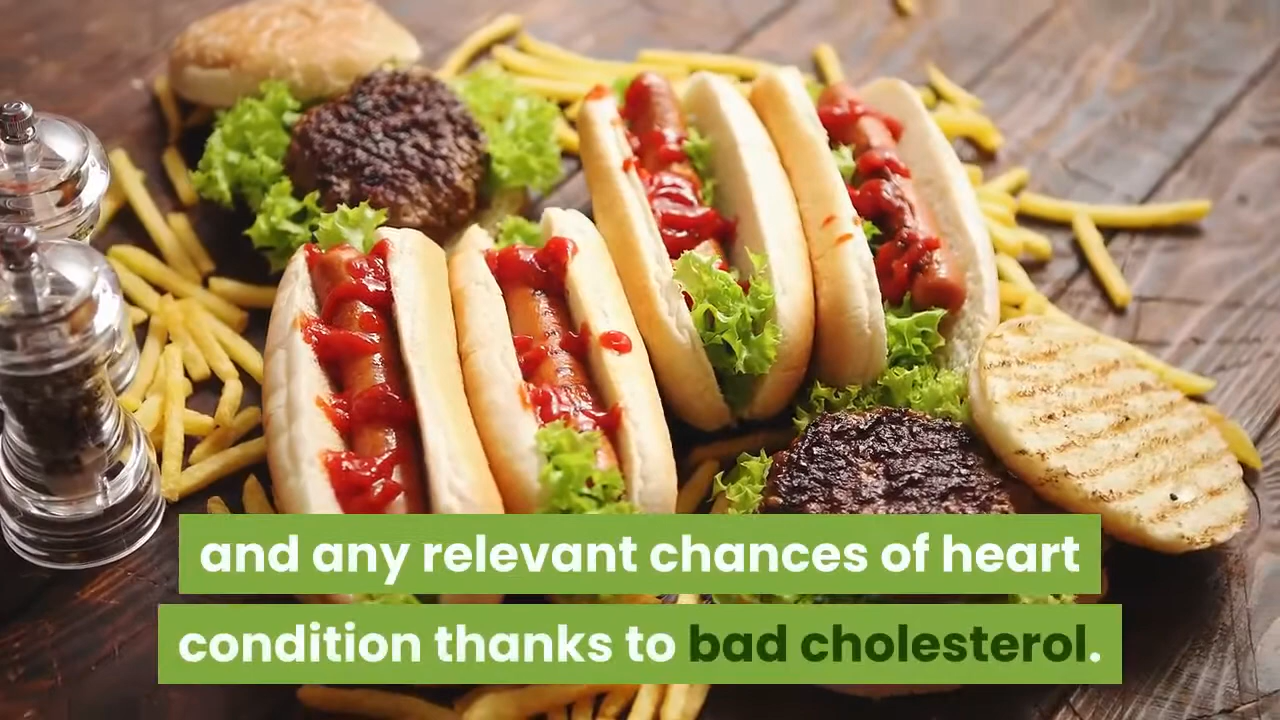 and any relevant chances of heart
condition thanks to bad cholesterol.